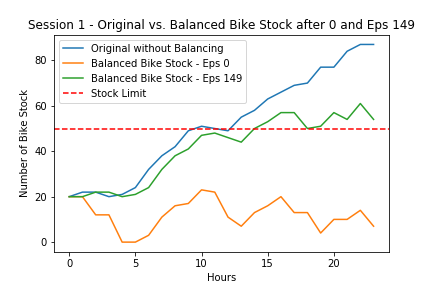 Session 1 - Original vs. Balanced Bike Stock after 0 and Eps 149
Original without Balancing
Balanced Bike Stock - Eps 0
Balanced Bike Stock - Eps 149
Stock Limit
Number of Bike Stock
80
60
40
20
0
0
5
10
15
20
Hours